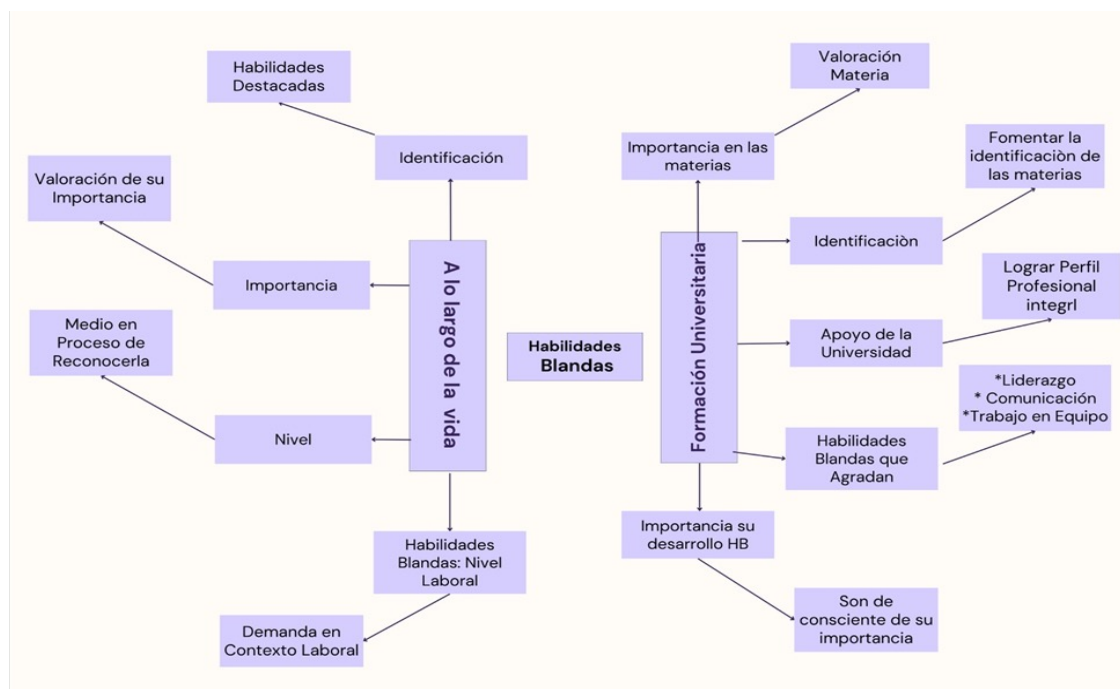 Habilidades
Destacadas
Identificación
Valoración de su
Importancia
Importancia
Medio en
Proceso de
Reconocerla
Nivel
A lo largo de la vida
Habilidades
Blandas: Nivel
Laboral
Demanda en
Contexto Laboral
Habilidades
Blandas
Formación Universitaria
Valoración
Materia
Importancia en las
materias
Fomentar la
identificaciòn de
las materias
Identificaciòn
Lograr Perfil
Profesional
integrl
Apoyo de la
Universidad
*Liderazgo
* Comunicación
*Trabajo en Equipo
Habilidades
Blandas que
Agradan
Importancia su
desarrollo HB
Son de
consciente de su
importancia